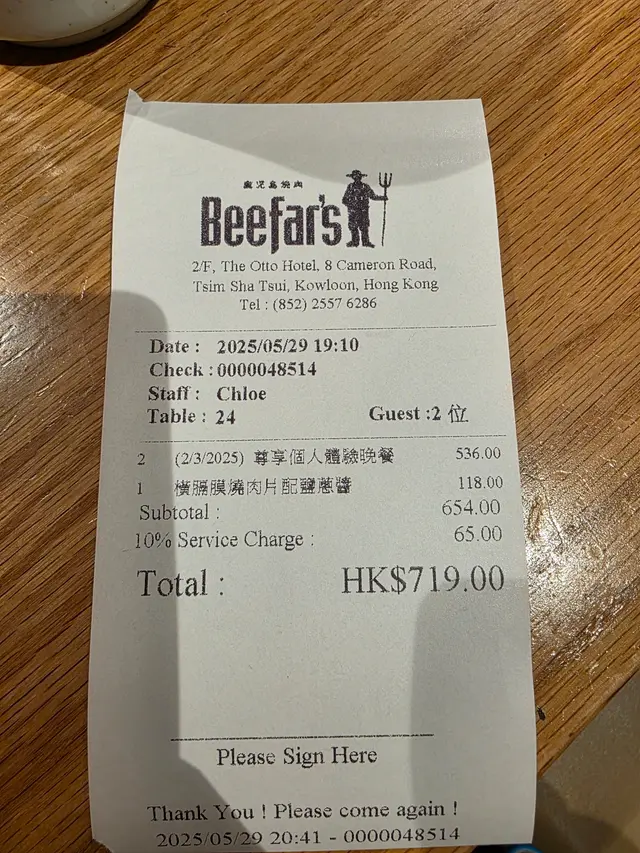 鹿児島焼肉
Beefar's
2/F, The Otto Hotel, 8 Cameron Road,
Tsim Sha Tsui, Kowloon, Hong Kong
Tel : (852) 2557 6286
Date : 2025/05/29 19:10
Check : 0000048514
Staff : Chloe
Table : 24 Guest :2 位
2 (2/3/2025) 尊享個人體驗晚餐 536.00
1 橫膈膜燒肉片配鹽蔥醬 118.00
Subtotal : 654.00
10% Service Charge : 65.00
Total : HK$719.00
Please Sign Here
Thank You ! Please come again !
2025/05/29 20:41 - 0000048514